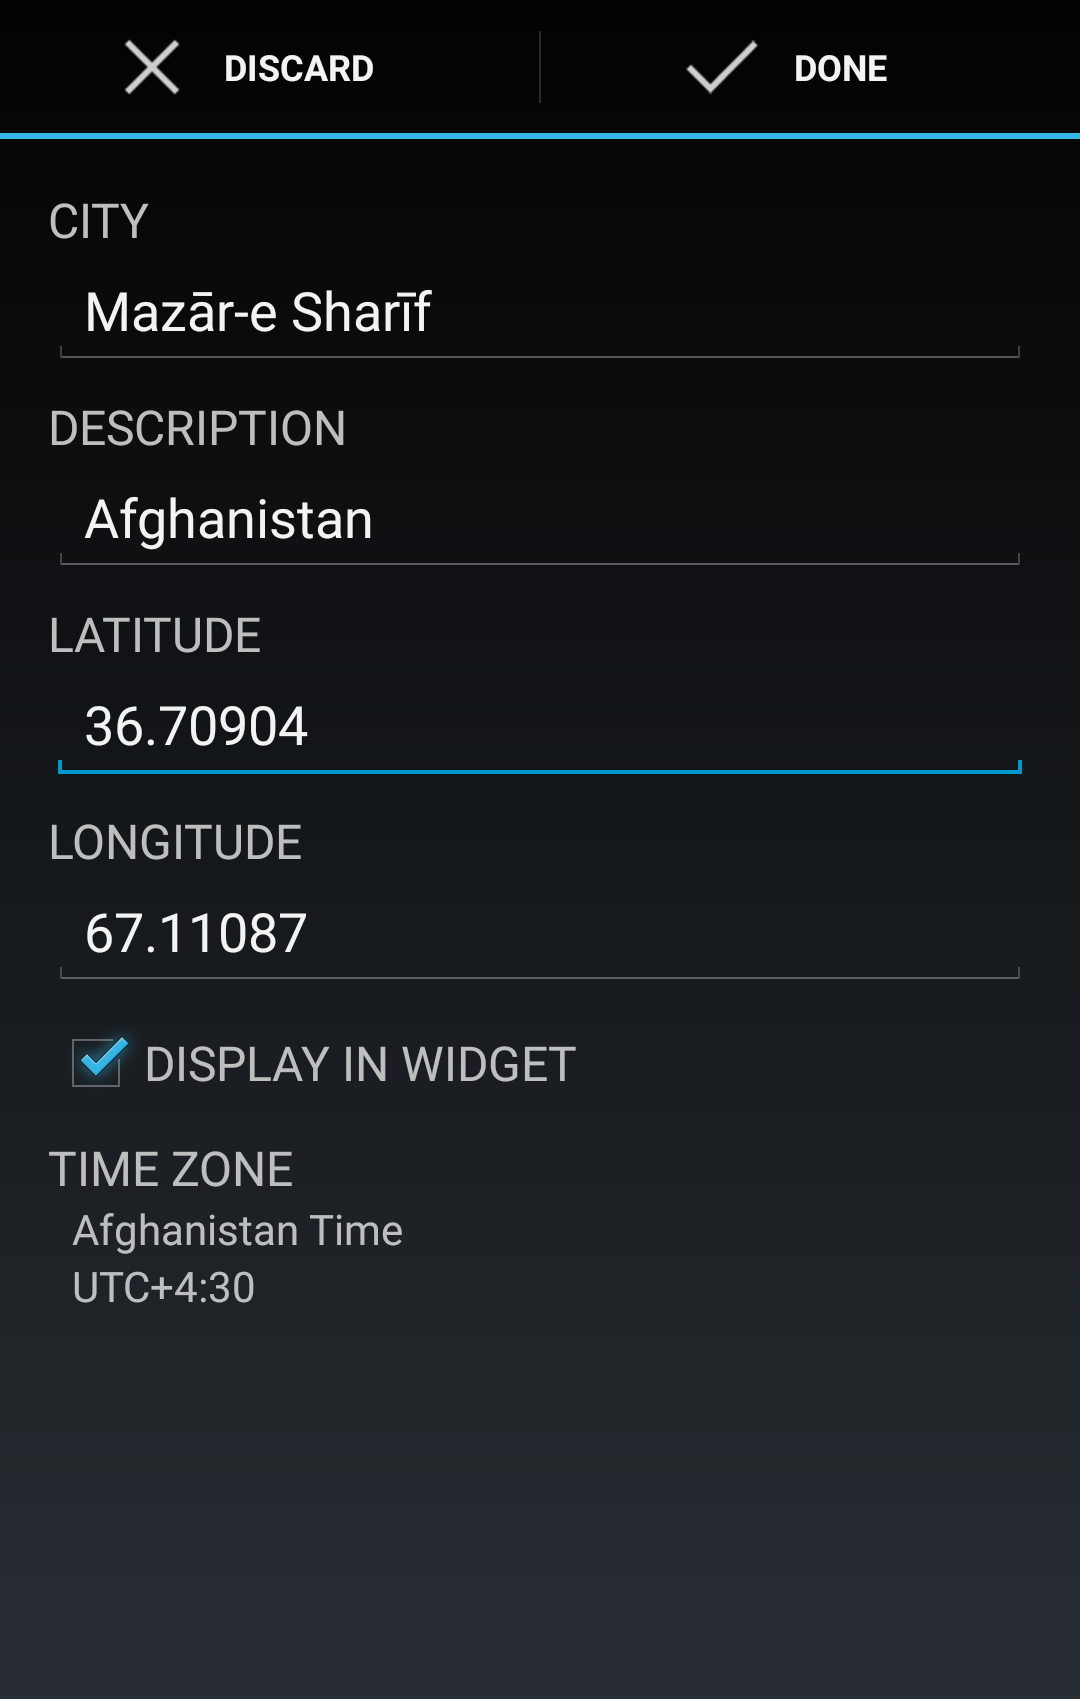 DISCARD
DONE
CITY
Mazār-e Sharīf
DESCRIPTION
Afghanistan
LATITUDE
36.70904
LONGITUDE
67.11087
DISPLAY IN WIDGET
TIME ZONE
Afghanistan Time
UTC+4:30